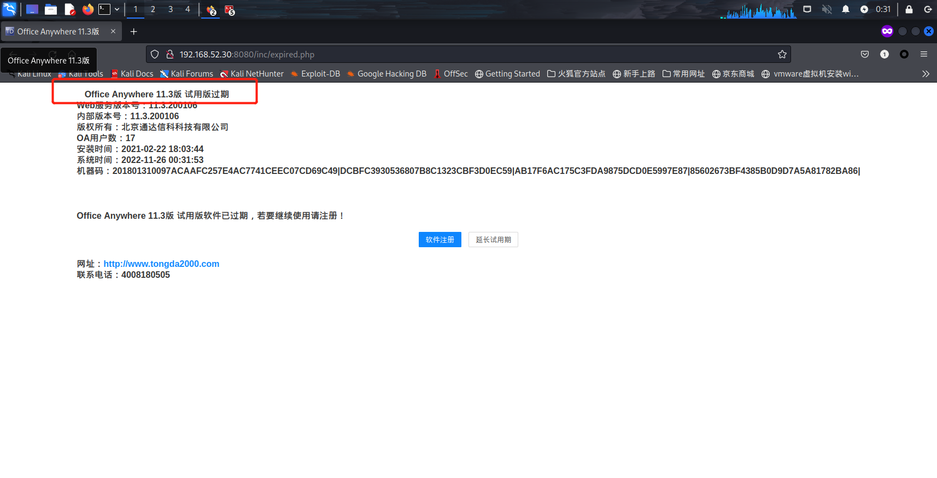 1 2 3 4 2 5 0:31
Office Anywhere 11.3版
192.168.52.30:8080/inc/expired.php 1
Office Anywhere 11.3版
Kali Linux Kali Tools Kali Docs Kali Forums Kali NetHunter Exploit-DB Google Hacking DB OffSec Getting Started 火狐官方站点 新手上路 常用网址 京东商城 vmware虚拟机安装wi…
Office Anywhere 11.3版 试用版过期
Web服务版本号：11.3.200106
内部版本号：11.3.200106
版权所有：北京通达信科科技有限公司
OA用户数：17
安装时间：2021-02-22 18:03:44
系统时间：2022-11-26 00:31:53
机器码：201801310097ACAAFC257E4AC7741CEEC07CD69C49|DCBFC3930536807B8C1323CBF3D0EC59|AB17F6AC175C3FDA9875DCD0E5997E87|85602673BF4385B0D9D7A5A81782BA86|
Office Anywhere 11.3版 试用版软件已过期，若要继续使用请注册！
软件注册 延长试用期
网址：http://www.tongda2000.com
联系电话：4008180505